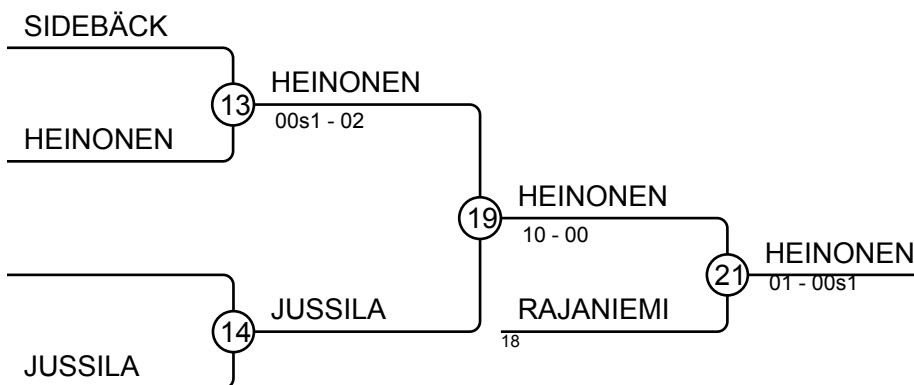 SIDEBÄCK
13
HEINONEN
00s1 - 02
HEINONEN
19
HEINONEN
10 - 00
21
HEINONEN
01 - 00s1
14
JUSSILA
RAJANIEMI
18
JUSSILA